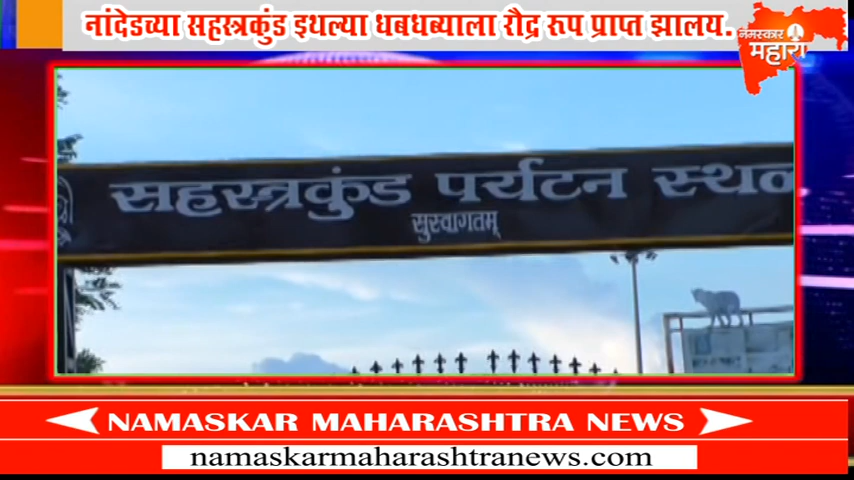 नांदेडच्या सहस्त्रकुंड इथल्या धबधब्याला रौद्र रूप प्राप्त झालय.
नमस्कार
महारा
सहस्त्रकुंड पर्यटन स्थळ
सुस्वागतम्
NAMASKAR MAHARASHTRA NEWS
namaskarmaharashtranews.com